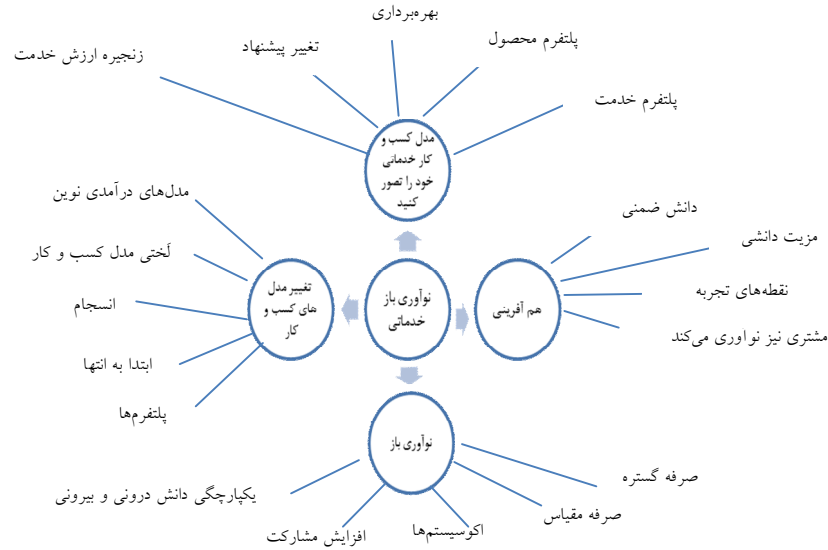 بهره‌برداری
پلتفرم محصول
تغییر پیشنهاد
زنجیره ارزش خدمت
پلتفرم خدمت
مدل کسب و
کار خدماتی
خود را تصور
کنید
مدل‌های درآمدی نوین
لَختی مدل کسب و کار
انسجام
ابتدا به انتها
پلتفرم‌ها
تغییر مدل
های کسب و
کار
نوآوری باز
خدماتی
هم آفرینی
دانش ضمنی
مزیت دانشی
نقطه‌های تجربه
مشتری نیز نوآوری می‌کند
نوآوری باز
صرفه گستره
صرفه مقیاس
اکوسیستم‌ها
افزایش مشارکت
یکپارچگی دانش درونی و بیرونی